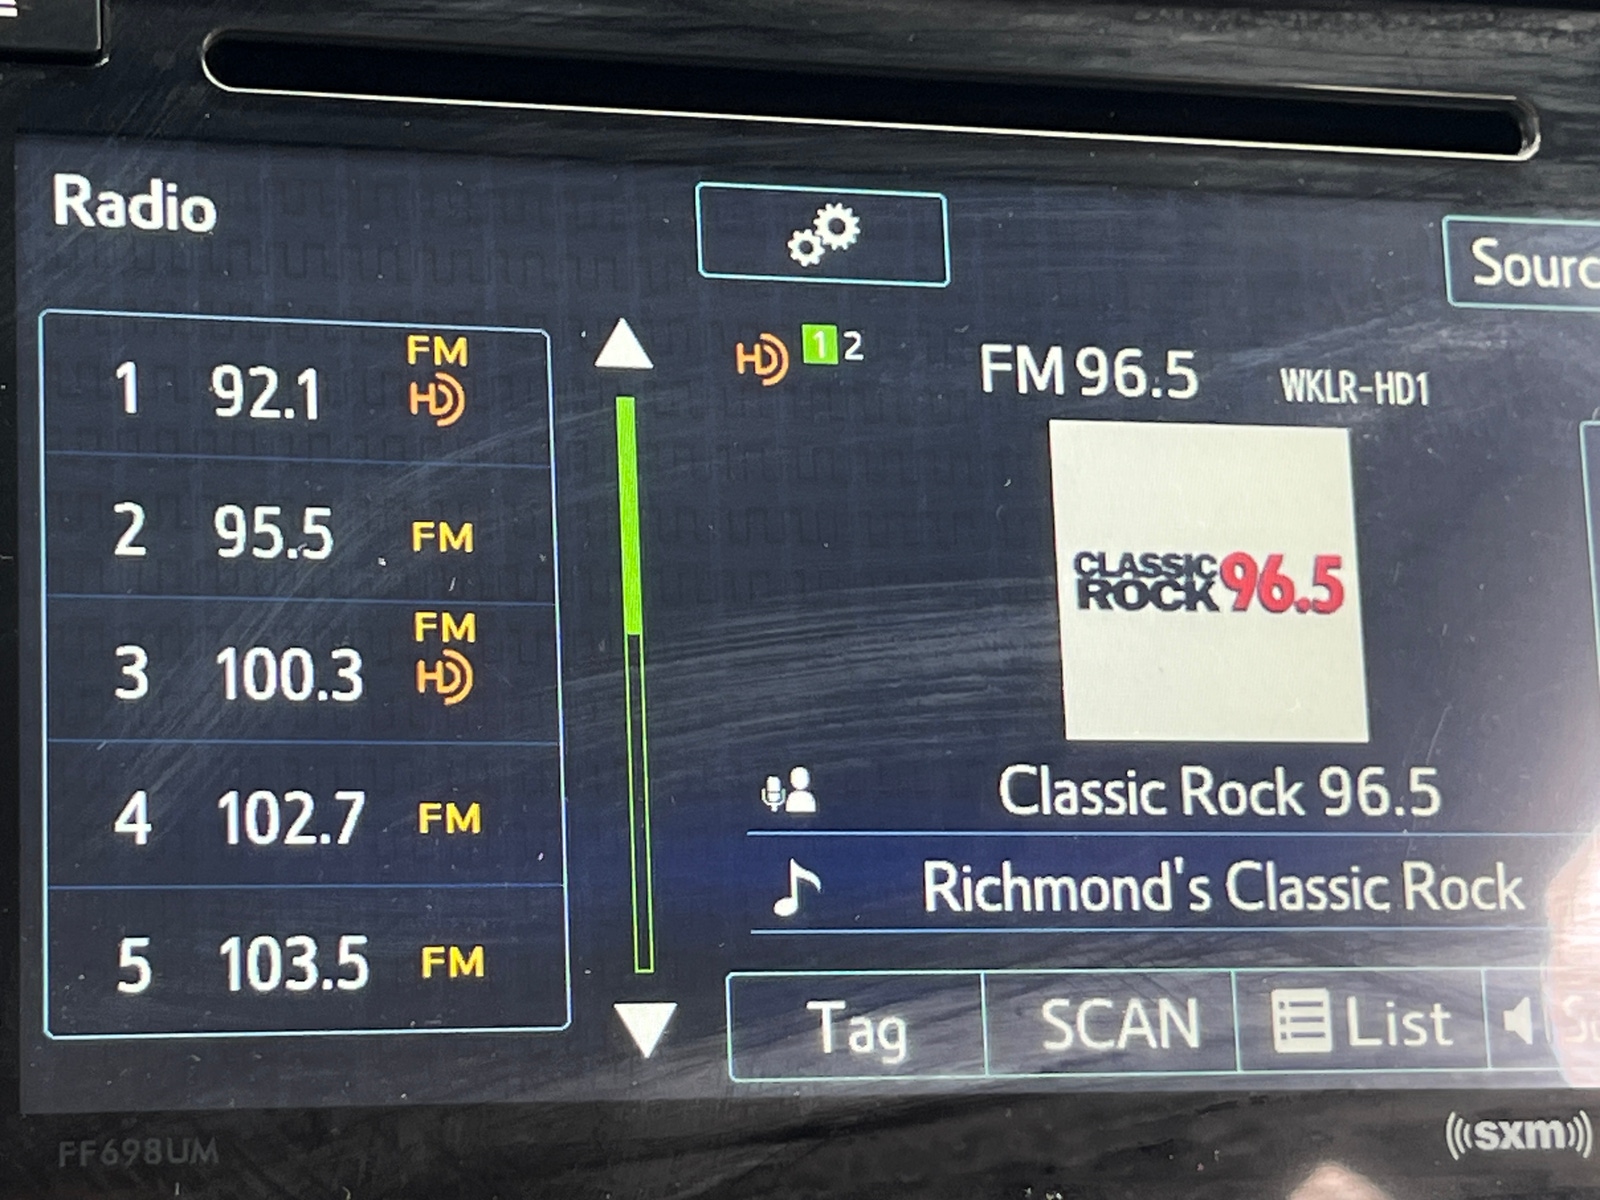 Radio
Sourc
1 92.1 FM HD
2 95.5 FM
3 100.3 FM HD
4 102.7 FM
5 103.5 FM
HD 1 2
FM 96.5 WKLR-HD1
CLASSIC
ROCK 96.5
Classic Rock 96.5
Richmond's Classic Rock
Tag SCAN List
FF698UM
sxm